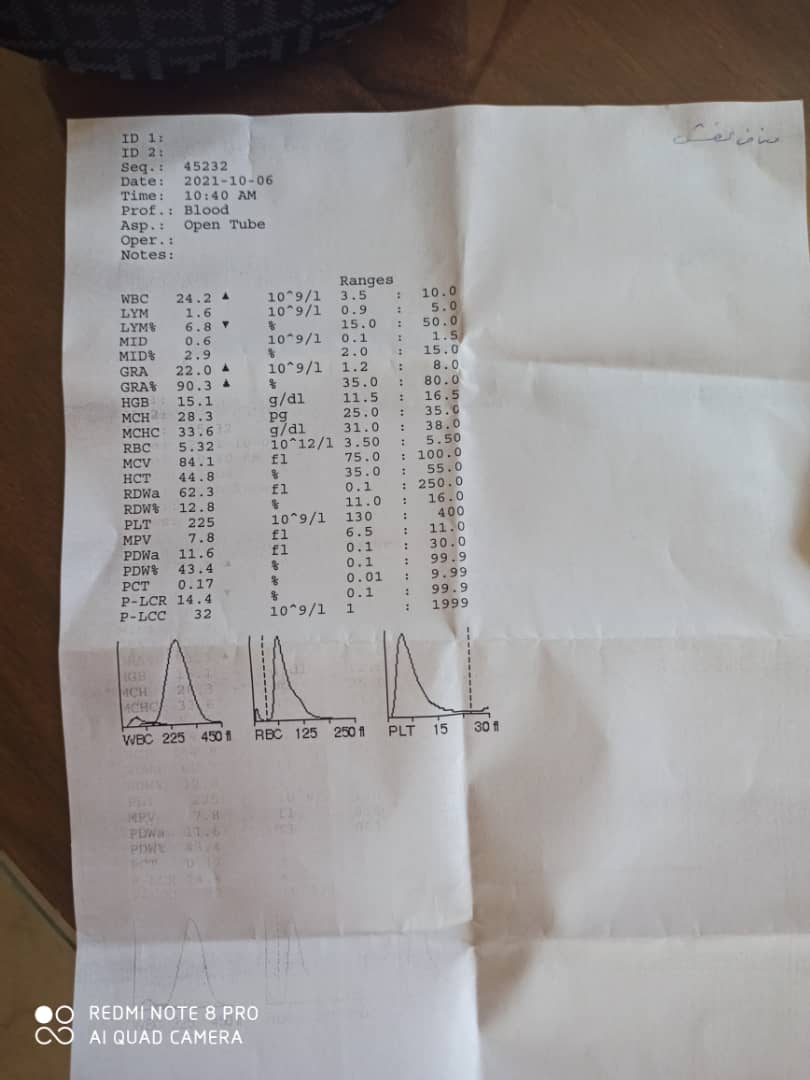 ID 1:
ID 2:
Seq.: 45232
Date: 2021-10-06
Time: 10:40 AM
Prof.: Blood
Asp.: Open Tube
Oper.:
Notes:
Ranges
WBC 24.2 ▲ 10^9/l 3.5 : 10.0
LYM 1.6 10^9/l 0.9 : 5.0
LYM% 6.8 ▼ % 15.0 : 50.0
MID 0.6 10^9/l 0.1 : 1.5
MID% 2.9 % 2.0 : 15.0
GRA 22.0 ▲ 10^9/l 1.2 : 8.0
GRA% 90.3 ▲ % 35.0 : 80.0
HGB 15.1 g/dl 11.5 : 16.5
MCH 28.3 pg 25.0 : 35.0
MCHC 33.6 g/dl 31.0 : 38.0
RBC 5.32 10^12/l 3.50 : 5.50
MCV 84.1 fl 75.0 : 100.0
HCT 44.8 % 35.0 : 55.0
RDWa 62.3 fl 0.1 : 250.0
RDW% 12.8 % 11.0 : 16.0
PLT 225 10^9/l 130 : 400
MPV 7.8 fl 6.5 : 11.0
PDWa 11.6 fl 0.1 : 30.0
PDW% 43.4 % 0.1 : 99.9
PCT 0.17 % 0.01 : 9.99
P-LCR 14.4 % 0.1 : 99.9
P-LCC 32 10^9/l 1 : 1999
WBC 225 450 fl RBC 125 250 fl PLT 15 30 fl
REDMI NOTE 8 PRO
AI QUAD CAMERA